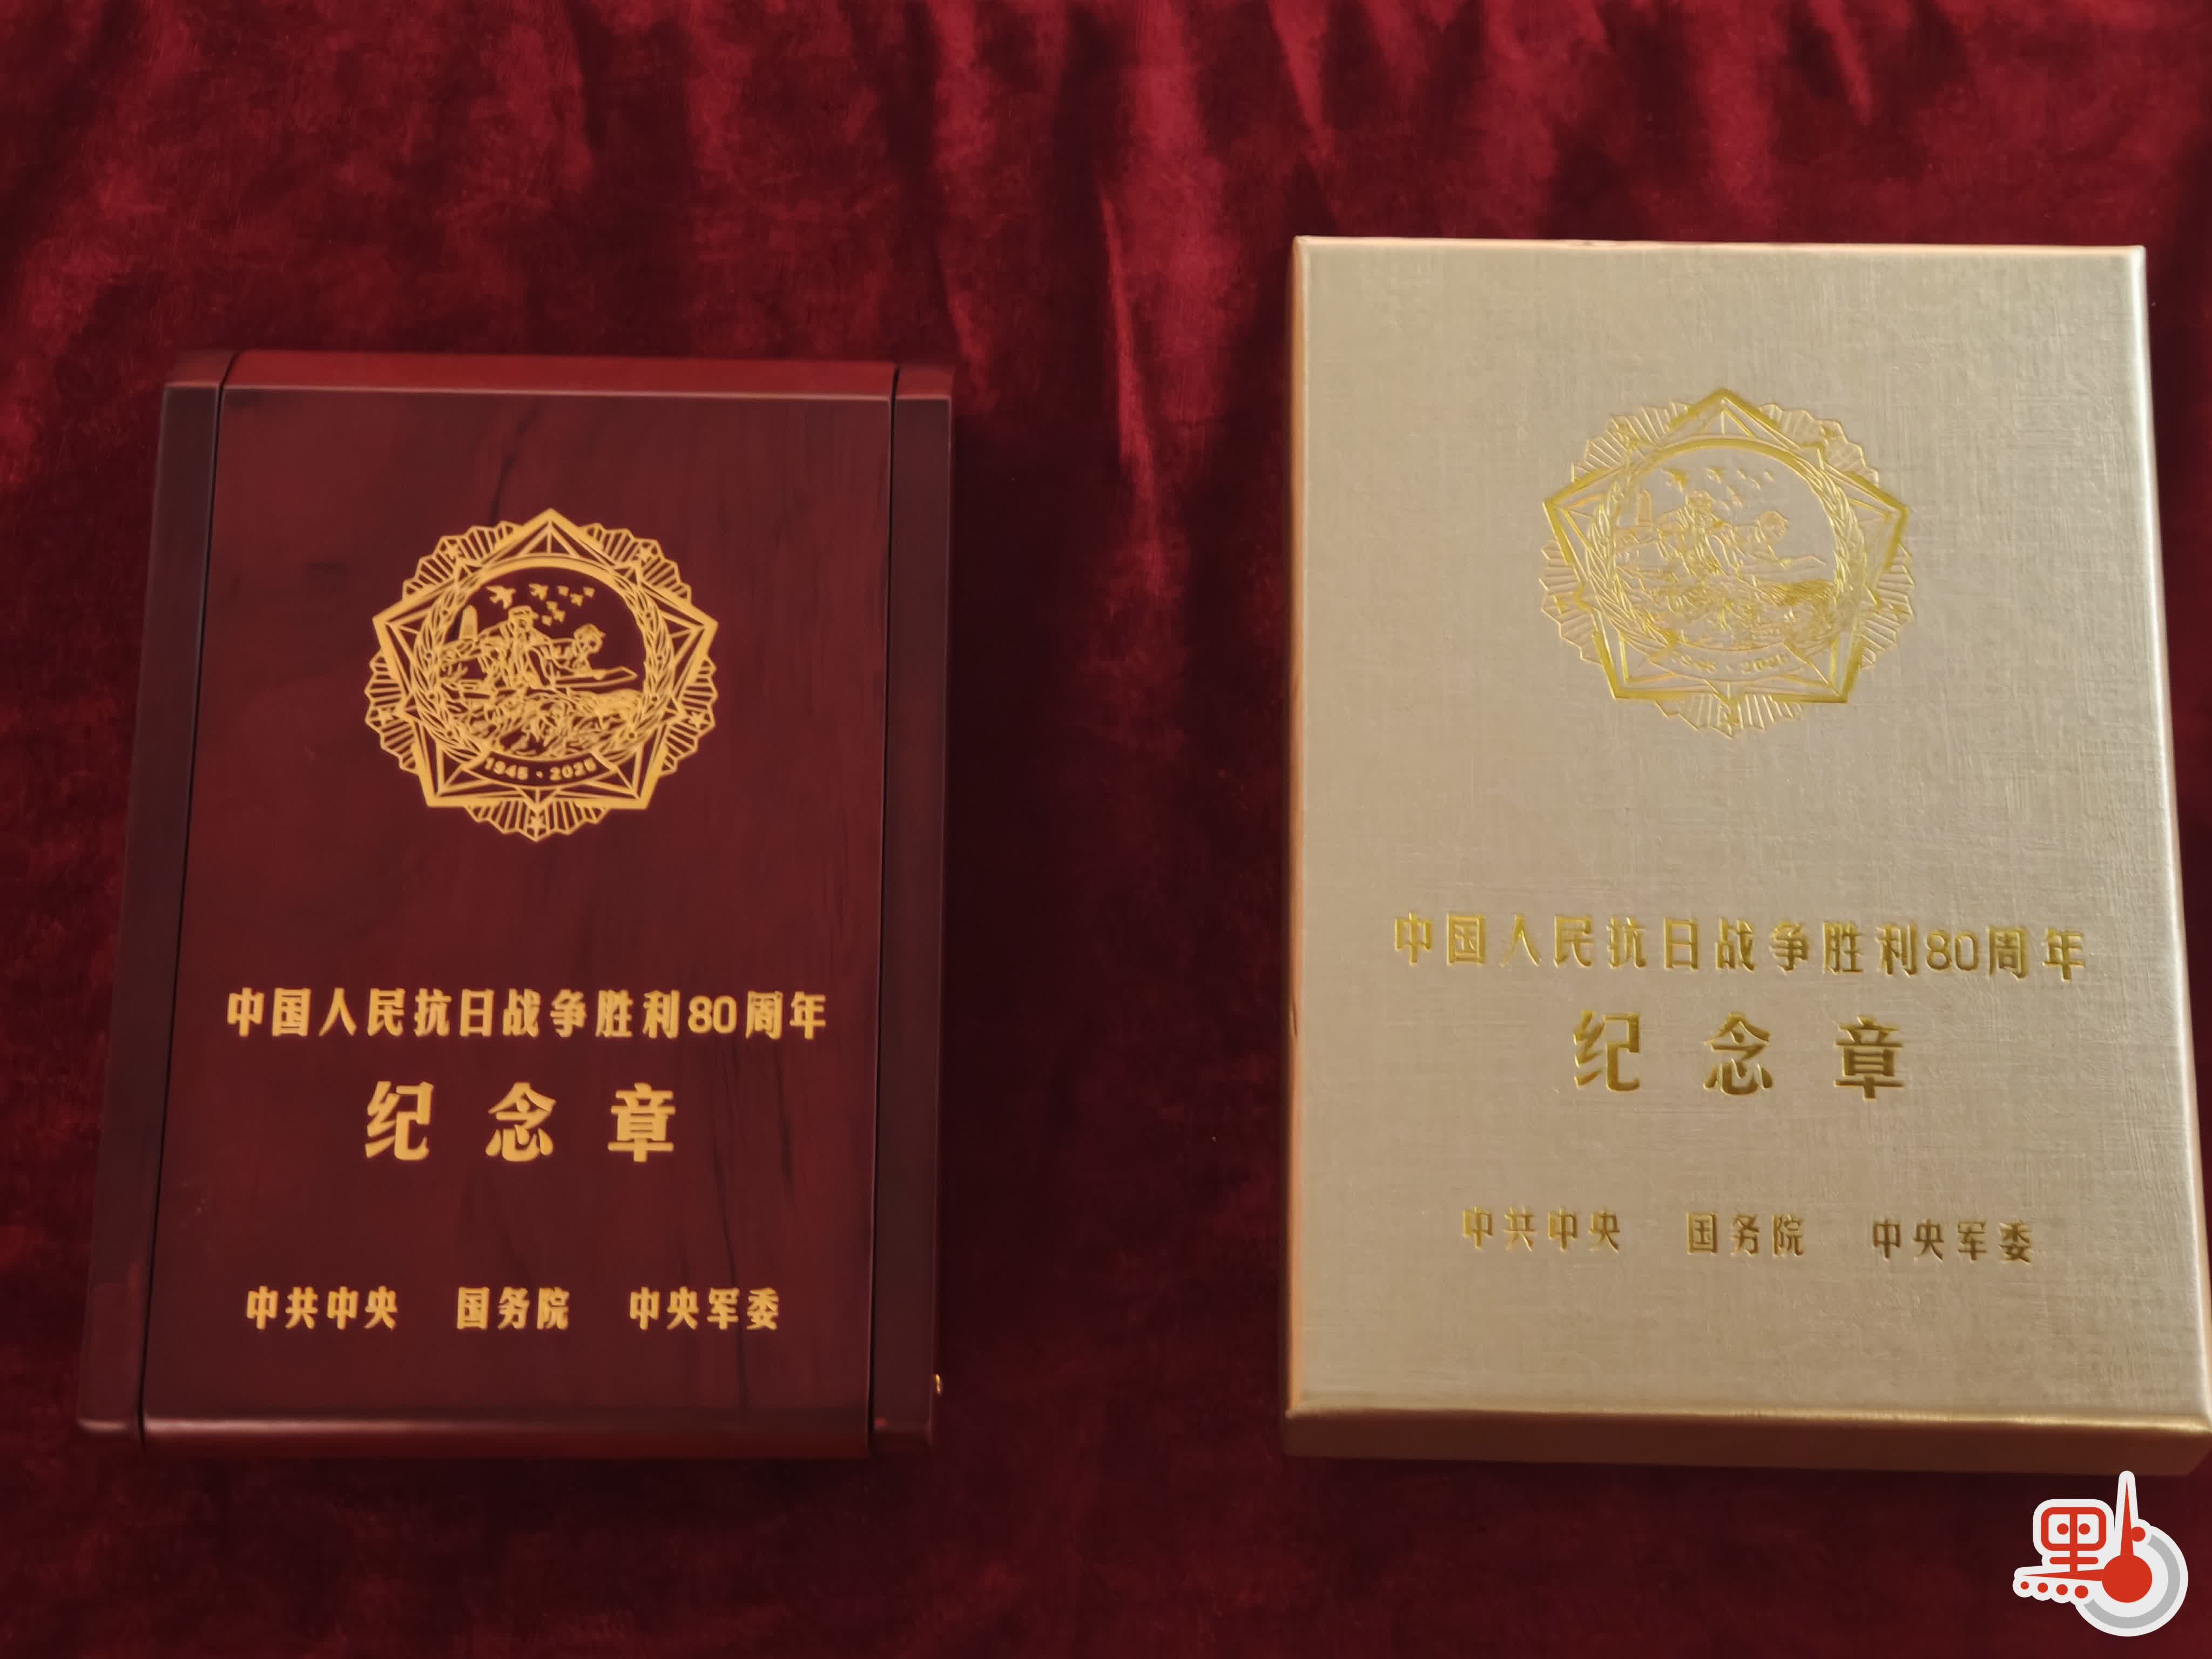 1945·2025
中国人民抗日战争胜利80周年
纪念章
中共中央 国务院 中央军委
1945·2025
中国人民抗日战争胜利80周年
纪念章
中共中央 国务院 中央军委
點